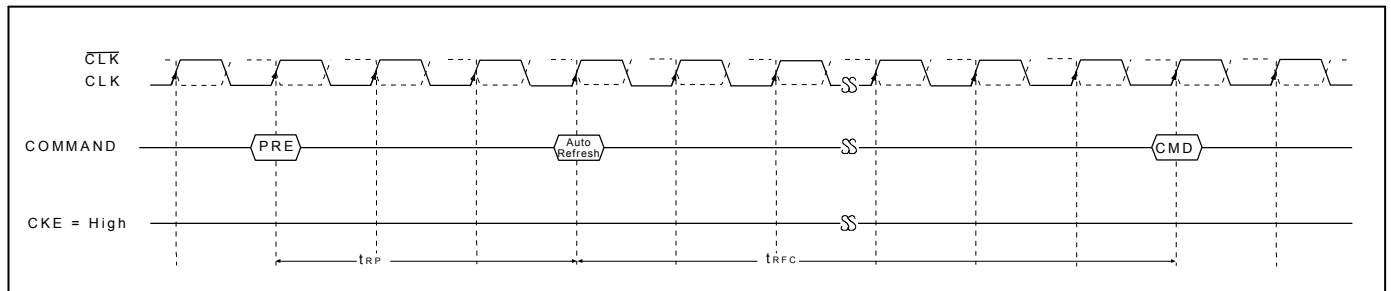 CLK
CLK
COMMAND
PRE
Auto
Refresh
CMD
CKE = High
tRP
tRFC